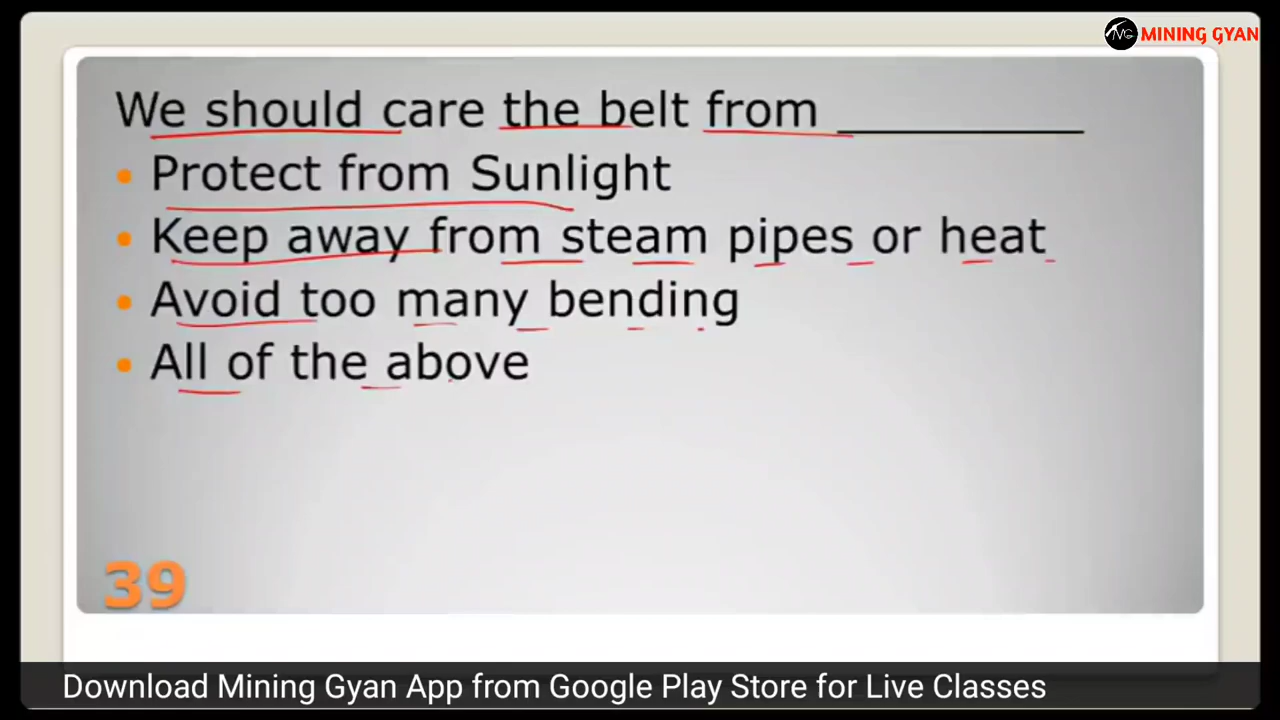 MINING GYAN
We should care the belt from __________
• Protect from Sunlight
• Keep away from steam pipes or heat
• Avoid too many bending
• All of the above
39
Download Mining Gyan App from Google Play Store for Live Classes